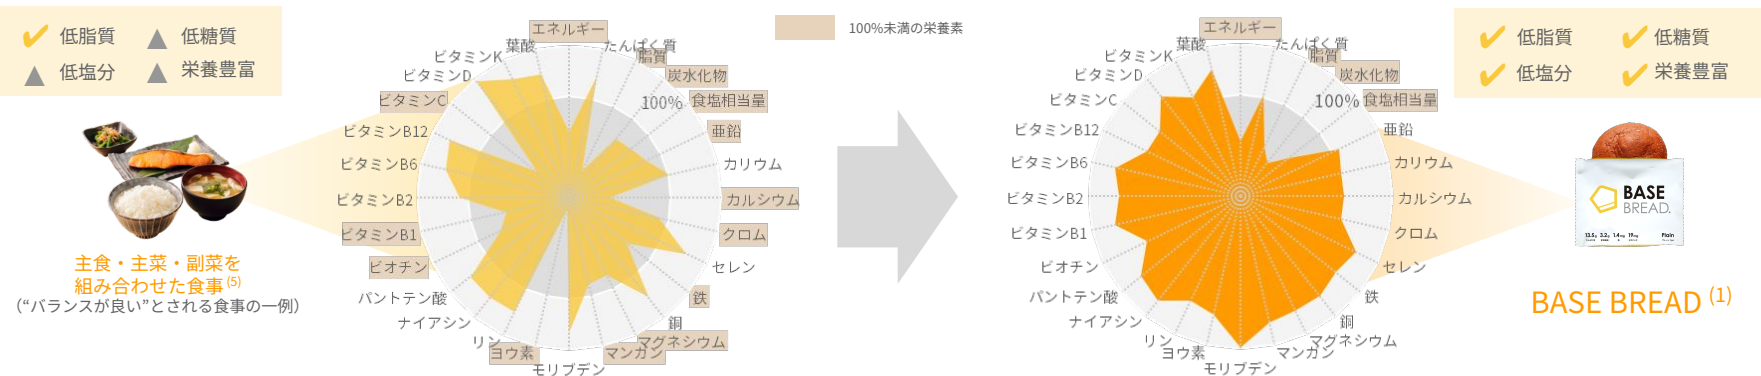 低脂質
低糖質
低塩分
栄養豊富
主食・主菜・副菜を
組み合わせた食事 (5)
（“バランスが良い”とされる食事の一例）
エネルギー
たんぱく質
脂質
炭水化物
100%
食塩相当量
亜鉛
カリウム
カルシウム
クロム
セレン
鉄
銅
マグネシウム
マンガン
モリブデン
ヨウ素
リン
ナイアシン
パントテン酸
ビオチン
ビタミンB1
ビタミンB2
ビタミンB6
ビタミンB12
ビタミンC
ビタミンD
ビタミンK
葉酸
100%未満の栄養素
エネルギー
たんぱく質
脂質
炭水化物
100%
食塩相当量
亜鉛
カリウム
カルシウム
クロム
セレン
鉄
銅
マグネシウム
マンガン
モリブデン
ヨウ素
リン
ナイアシン
パントテン酸
ビオチン
ビタミンB1
ビタミンB2
ビタミンB6
ビタミンB12
ビタミンC
ビタミンD
ビタミンK
葉酸
低脂質
低糖質
低塩分
栄養豊富
BASE
BREAD.
13.5g 3.2g 1.4mg 19mg Plain
BASE BREAD (1)